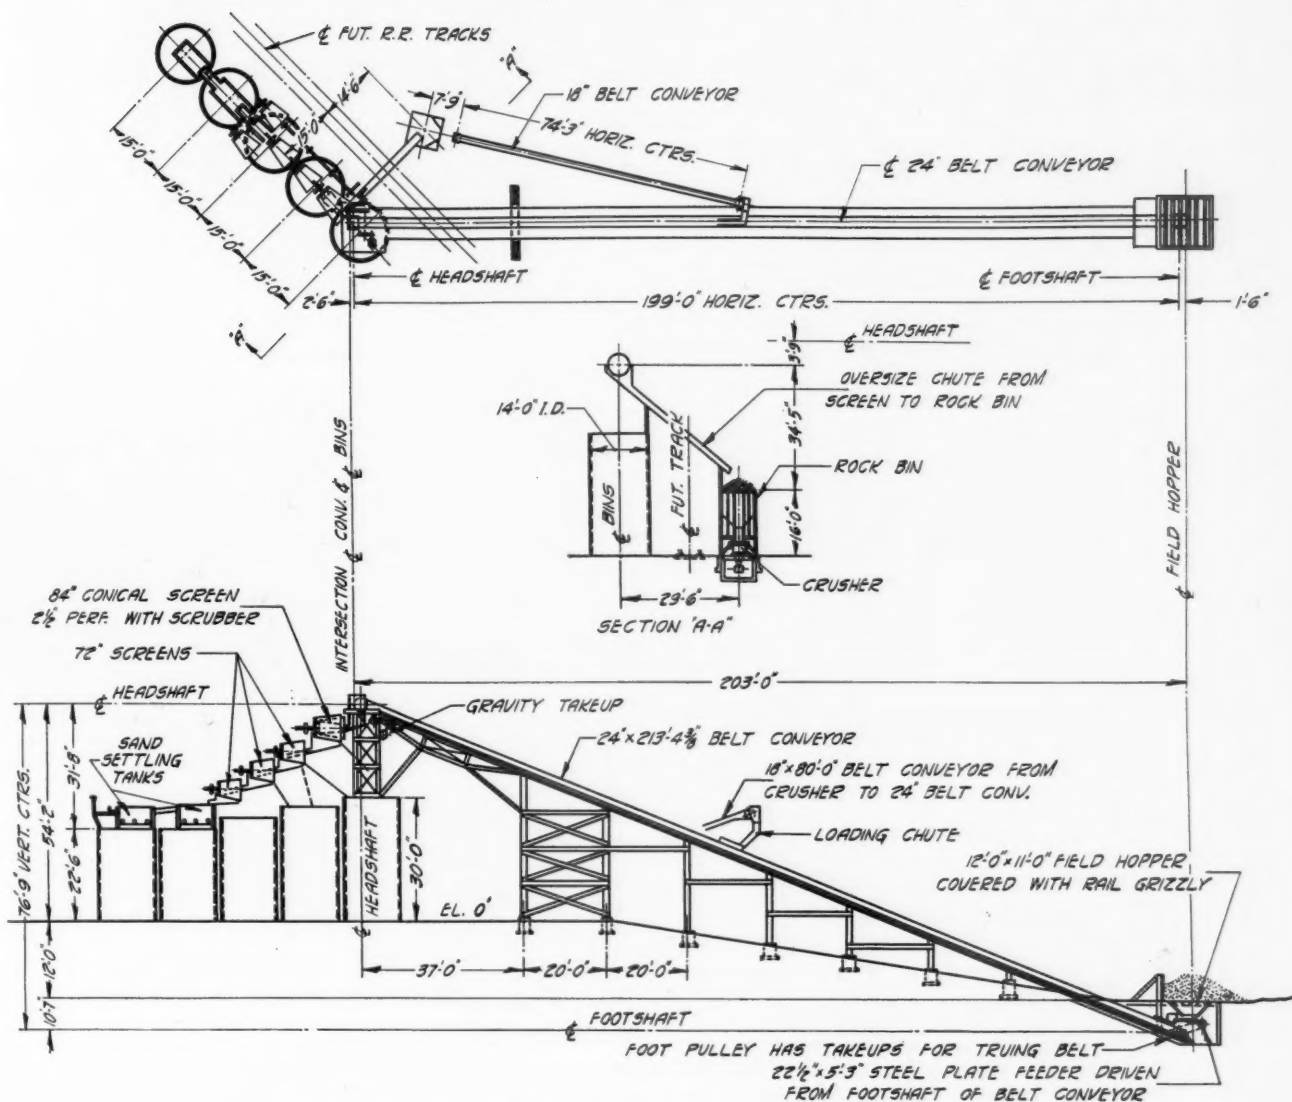 ℄ FUT. R.R. TRACKS
"A"
14'-6"
15'-0"
7'-9"
18" BELT CONVEYOR
74'-3" HORIZ. CTRS.
℄ 24" BELT CONVEYOR
15'-0"
15'-0"
15'-0"
15'-0"
℄ HEADSHAFT
℄ FOOTSHAFT
2'-6"
199'-0" HORIZ. CTRS.
1'-6"
"A"
℄ HEADSHAFT
3'-9"
OVERSIZE CHUTE FROM
SCREEN TO ROCK BIN
14'-0" I.D.
34'-5"
ROCK BIN
℄ BINS
℄ FUT. TRACK
16'-0"
CRUSHER
29'-6"
SECTION "A-A"
INTERSECTION ℄ CONV. & ℄ BINS
℄ FIELD HOPPER
84" CONICAL SCREEN
2½" PERF. WITH SCRUBBER
72" SCREENS
203'-0"
℄ HEADSHAFT
GRAVITY TAKEUP
24" x 213'-4⅜" BELT CONVEYOR
SAND
SETTLING
TANKS
18" x 80'-0" BELT CONVEYOR FROM
CRUSHER TO 24" BELT CONV.
LOADING CHUTE
12'-0" x 11'-0" FIELD HOPPER
COVERED WITH RAIL GRIZZLY
76'-9" VERT. CTRS.
54'-2"
31'-8"
22'-6"
℄ HEADSHAFT
30'-0"
EL. 0'
37'-0"
20'-0"
20'-0"
12'-0"
10'-7"
℄ FOOTSHAFT
FOOT PULLEY HAS TAKEUPS FOR TRUING BELT
22½" x 5'-3" STEEL PLATE FEEDER DRIVEN
FROM FOOTSHAFT OF BELT CONVEYOR